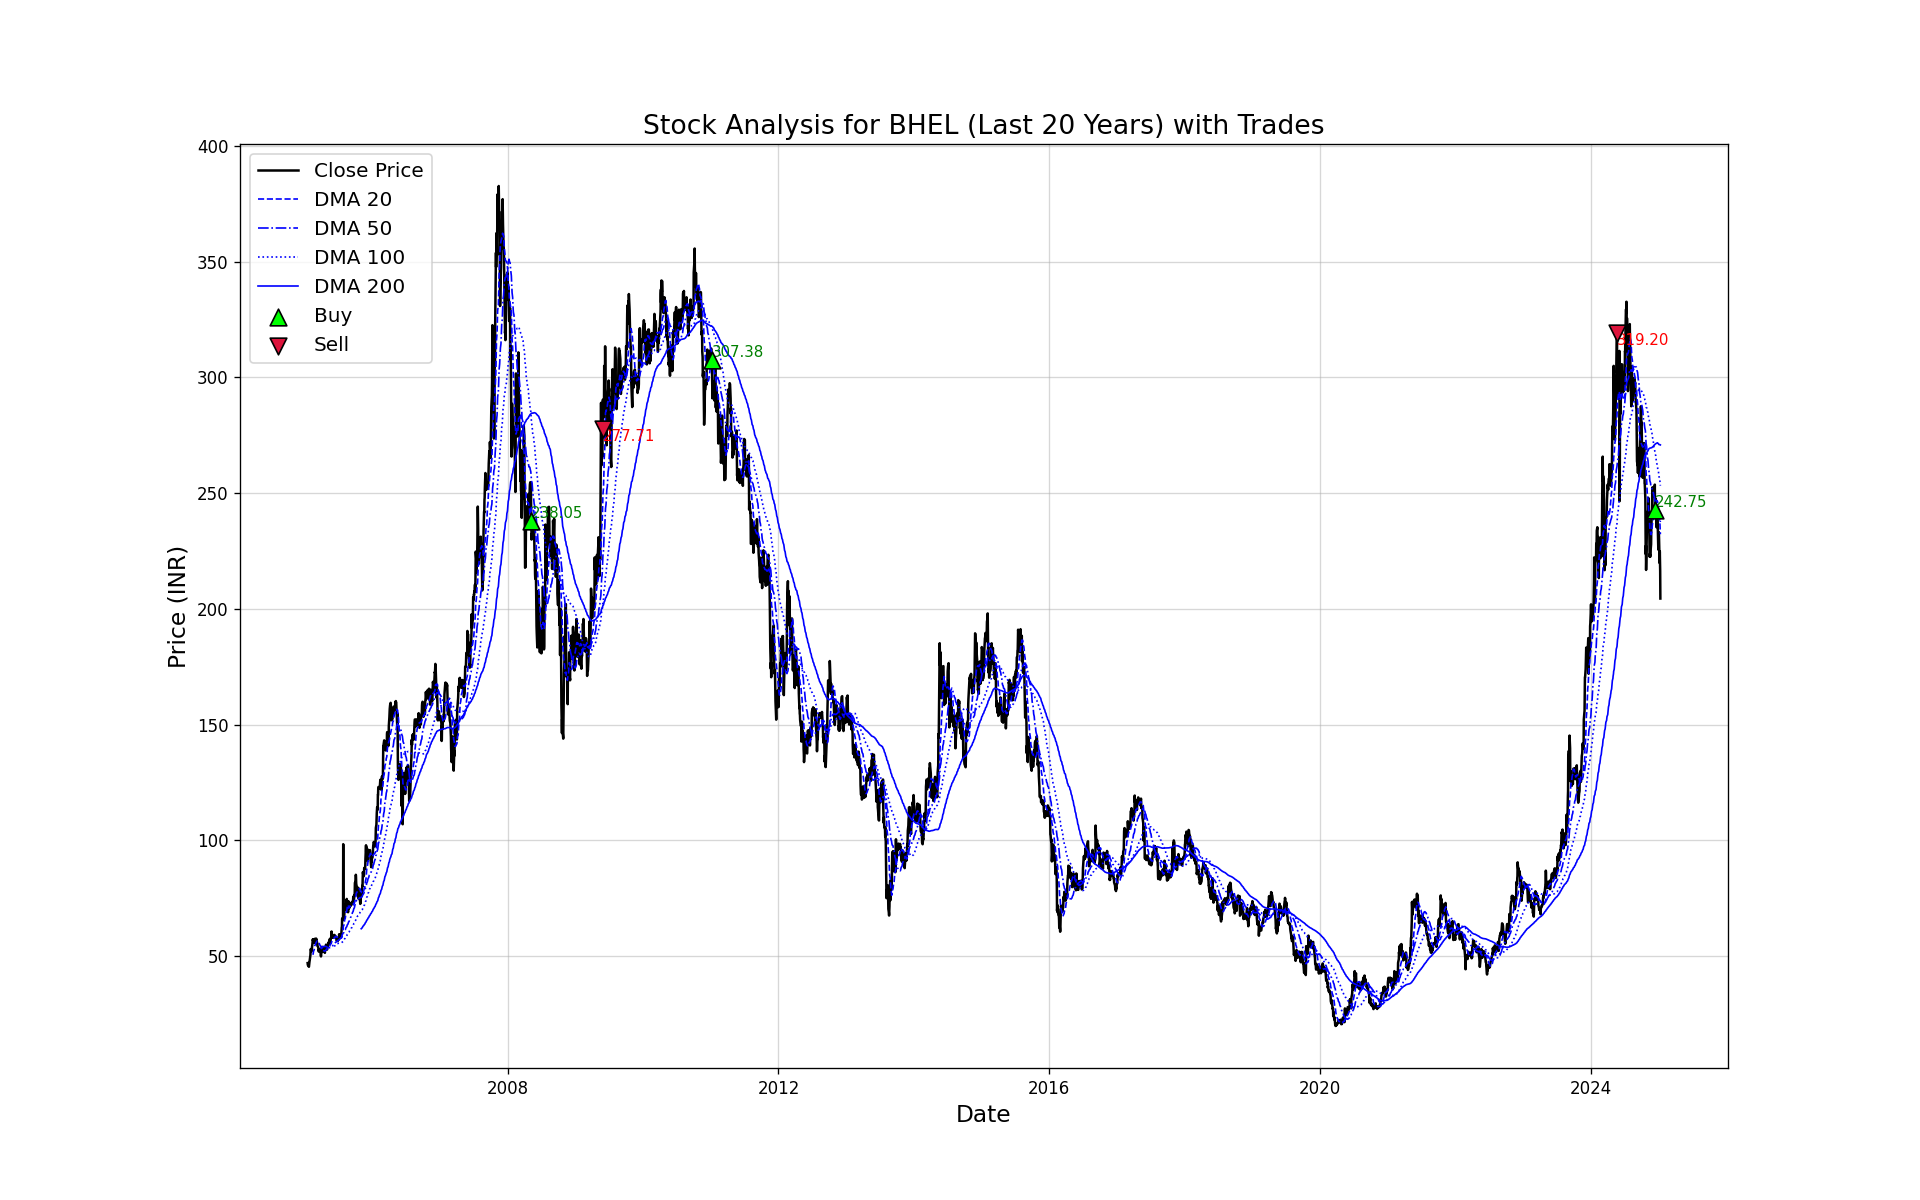 Stock Analysis for BHEL (Last 20 Years) with Trades
400
350
300
250
200
150
100
50
Price (INR)
Close Price
DMA 20
DMA 50
DMA 100
DMA 200
Buy
Sell
238.05
277.71
307.38
319.20
242.75
2008
2012
2016
2020
2024
Date